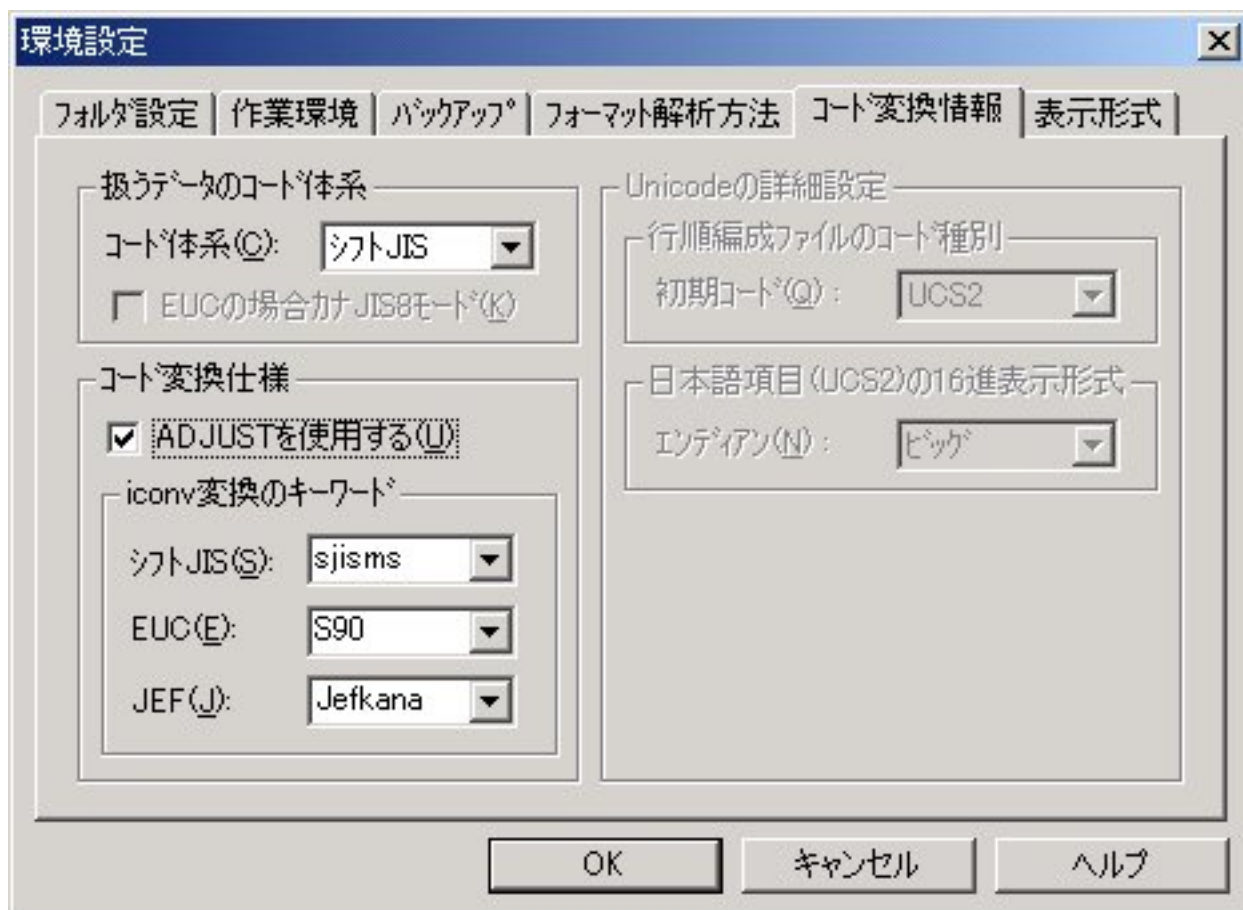 環境設定
ﾌｫﾙﾀﾞ設定 作業環境 ﾊﾞｯｸｱｯﾌﾟ ﾌｫｰﾏｯﾄ解析方法 ｺｰﾄﾞ変換情報 表示形式
扱うﾃﾞｰﾀのｺｰﾄﾞ体系
ｺｰﾄﾞ体系(C): ｼﾌﾄJIS
EUCの場合カナJIS8ﾓｰﾄﾞ(K)
ｺｰﾄﾞ変換仕様
ADJUSTを使用する(U)
iconv変換のｷｰﾜｰﾄﾞ
ｼﾌﾄJIS(S): sjisms
EUC(E): S90
JEF(J): Jefkana
Unicodeの詳細設定
行順編成ﾌｧｲﾙのｺｰﾄﾞ種別
初期ｺｰﾄﾞ(Q) : UCS2
日本語項目(UCS2)の16進表示形式
ｴﾝﾃﾞｨｱﾝ(N) : ﾋﾞｯｸﾞ
OK キャンセル ヘルプ